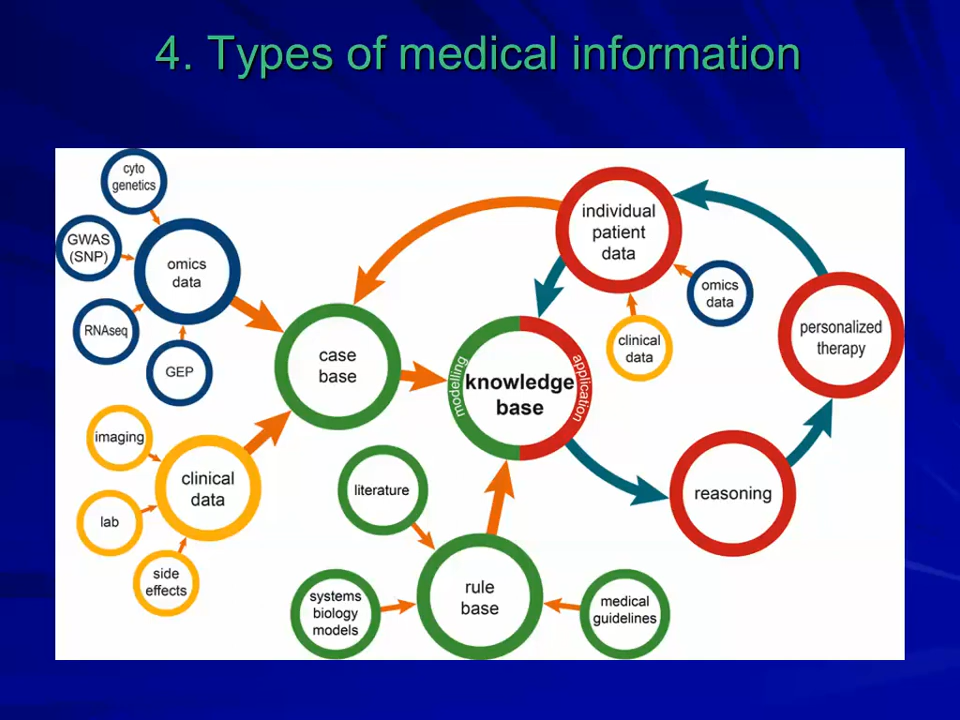 4. Types of medical information
cyto
genetics
GWAS
(SNP)
omics
data
RNAseq
GEP
imaging
clinical
data
lab
side
effects
case
base
individual
patient
data
omics
data
clinical
data
personalized
therapy
modelling
knowledge
base
application
reasoning
literature
rule
base
systems
biology
models
medical
guidelines